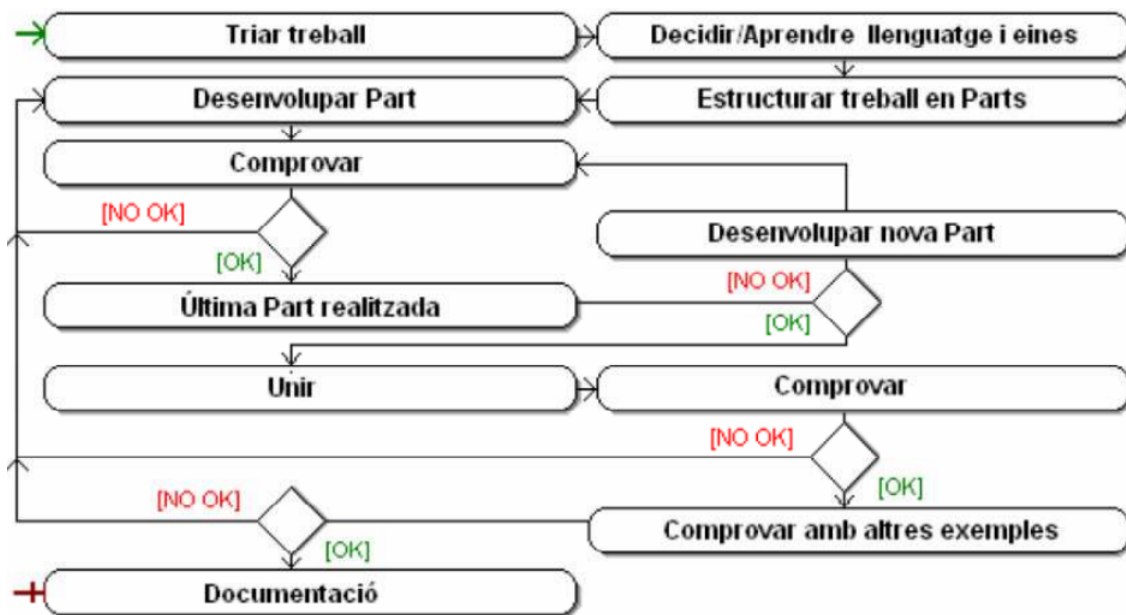 Triar treball
Decidir/Aprendre llenguatge i eines
Desenvolupar Part
Estructurar treball en Parts
Comprovar
[NO OK]
Desenvolupar nova Part
[OK]
[NO OK]
Última Part realitzada
[OK]
Unir
Comprovar
[NO OK]
[OK]
[NO OK]
Comprovar amb altres exemples
[OK]
Documentació